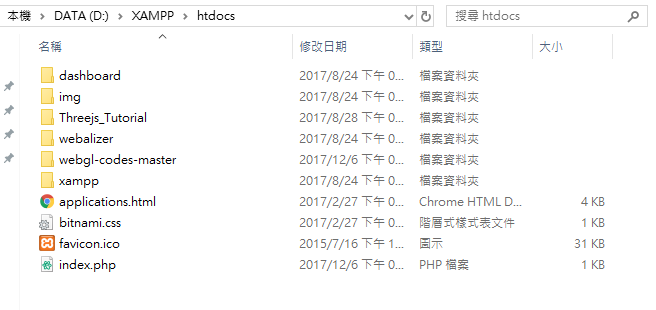 本機 > DATA (D:) > XAMPP > htdocs 搜尋 htdocs
名稱 修改日期 類型 大小
dashboard 2017/8/24 下午 0... 檔案資料夾
img 2017/8/24 下午 0... 檔案資料夾
Threejs_Tutorial 2017/8/28 下午 0... 檔案資料夾
webalizer 2017/8/24 下午 0... 檔案資料夾
webgl-codes-master 2017/12/6 下午 0... 檔案資料夾
xampp 2017/8/24 下午 0... 檔案資料夾
applications.html 2017/2/27 下午 0... Chrome HTML D... 4 KB
bitnami.css 2017/2/27 下午 0... 階層式樣式表文件 1 KB
favicon.ico 2015/7/16 下午 1... 圖示 31 KB
index.php 2017/12/6 下午 0... PHP 檔案 1 KB